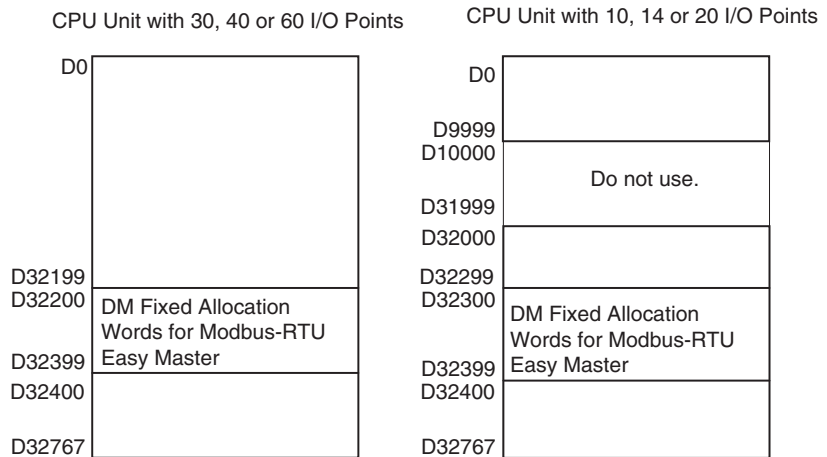 CPU Unit with 30, 40 or 60 I/O Points
D0
D32199
D32200
DM Fixed Allocation
Words for Modbus-RTU
Easy Master
D32399
D32400
D32767
CPU Unit with 10, 14 or 20 I/O Points
D0
D9999
D10000
Do not use.
D31999
D32000
D32299
D32300
DM Fixed Allocation
Words for Modbus-RTU
Easy Master
D32399
D32400
D32767